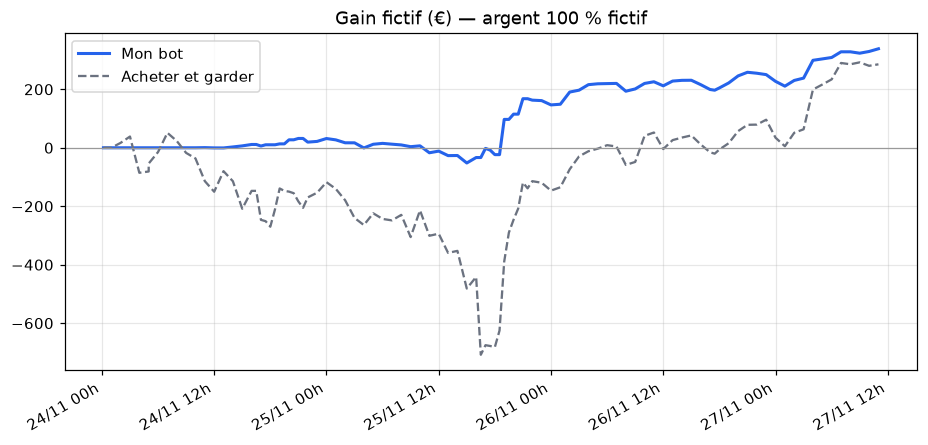 Gain fictif (€) — argent 100 % fictif
Mon bot
Acheter et garder
200
0
−200
−400
−600
24/11 00h
24/11 12h
25/11 00h
25/11 12h
26/11 00h
26/11 12h
27/11 00h
27/11 12h